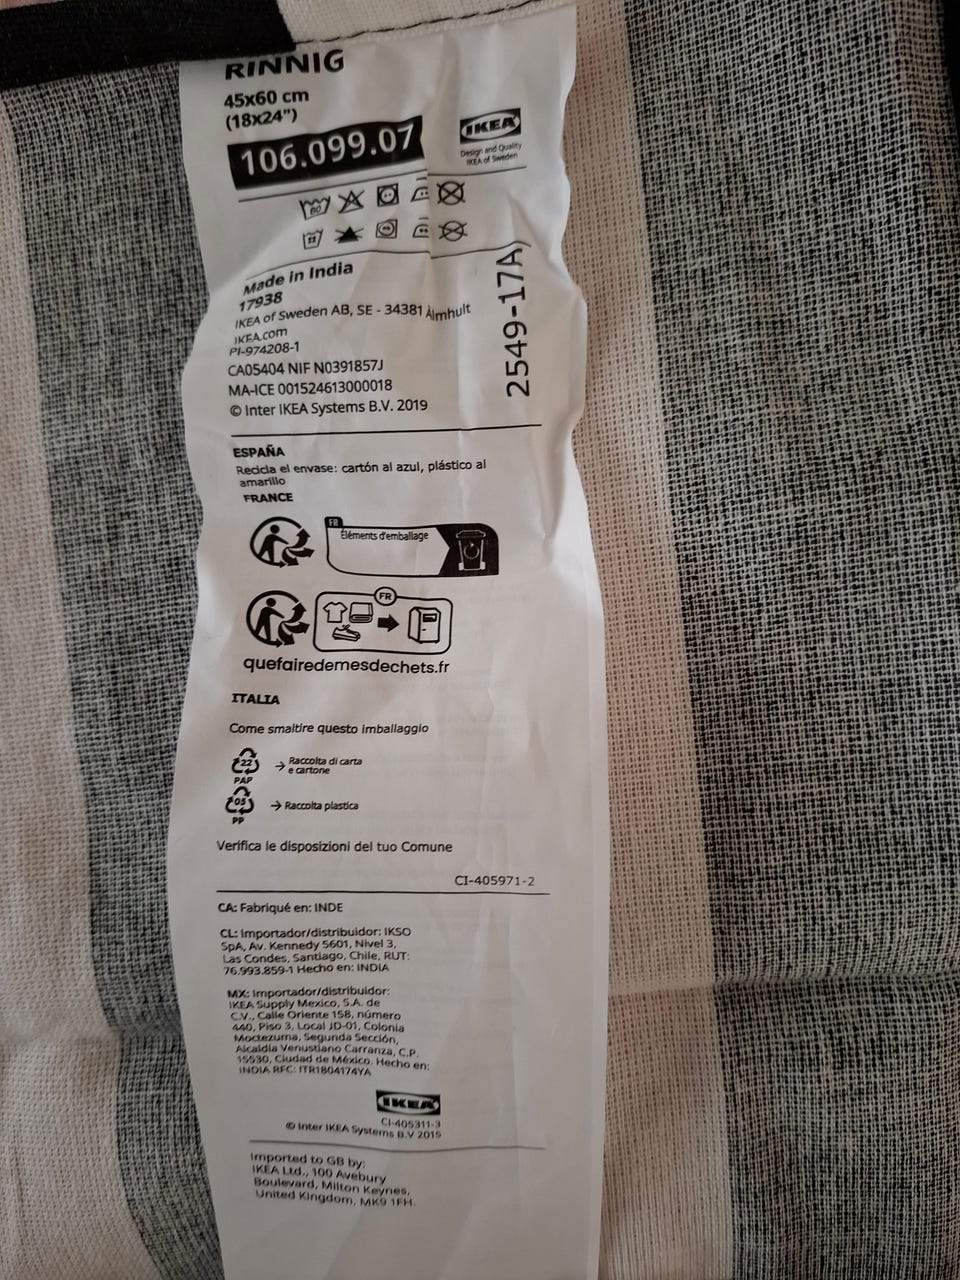 RINNIG
45x60 cm
(18x24")
106.099.07
IKEA
Design and Quality
IKEA of Sweden
60
Made in India
17938
IKEA of Sweden AB, SE - 34381 Älmhult
IKEA.com
PI-974208-1
CA05404 NIF N0391857J
MA-ICE 001524613000018
© Inter IKEA Systems B.V. 2019
2549-17A
ESPAÑA
Recicla el envase: cartón al azul, plástico al
amarillo
FRANCE
FR
Éléments d'emballage
FR
quefairedemesdechets.fr
ITALIA
Come smaltire questo imballaggio
22
PAP
→ Raccolta di carta
e cartone
05
PP
→ Raccolta plastica
Verifica le disposizioni del tuo Comune
CI-405971-2
CA: Fabriqué en: INDE
CL: Importador/distribuidor: IKSO
SpA, Av. Kennedy 5601, Nivel 3,
Las Condes, Santiago, Chile, RUT:
76.993.859-1 Hecho en: INDIA
MX: Importador/distribuidor:
IKEA Supply Mexico, S.A. de
C.V., Calle Oriente 158, número
440, Piso 3, Local JD-01, Colonia
Moctezuma, Segunda Sección,
Alcaldía Venustiano Carranza, C.P.
15530, Ciudad de México. Hecho en:
INDIA RFC: ITR1804174YA
IKEA
CI-405311-3
© Inter IKEA Systems B.V 2015
Imported to GB by:
IKEA Ltd., 100 Avebury
Boulevard, Milton Keynes,
United Kingdom, MK9 1FH.